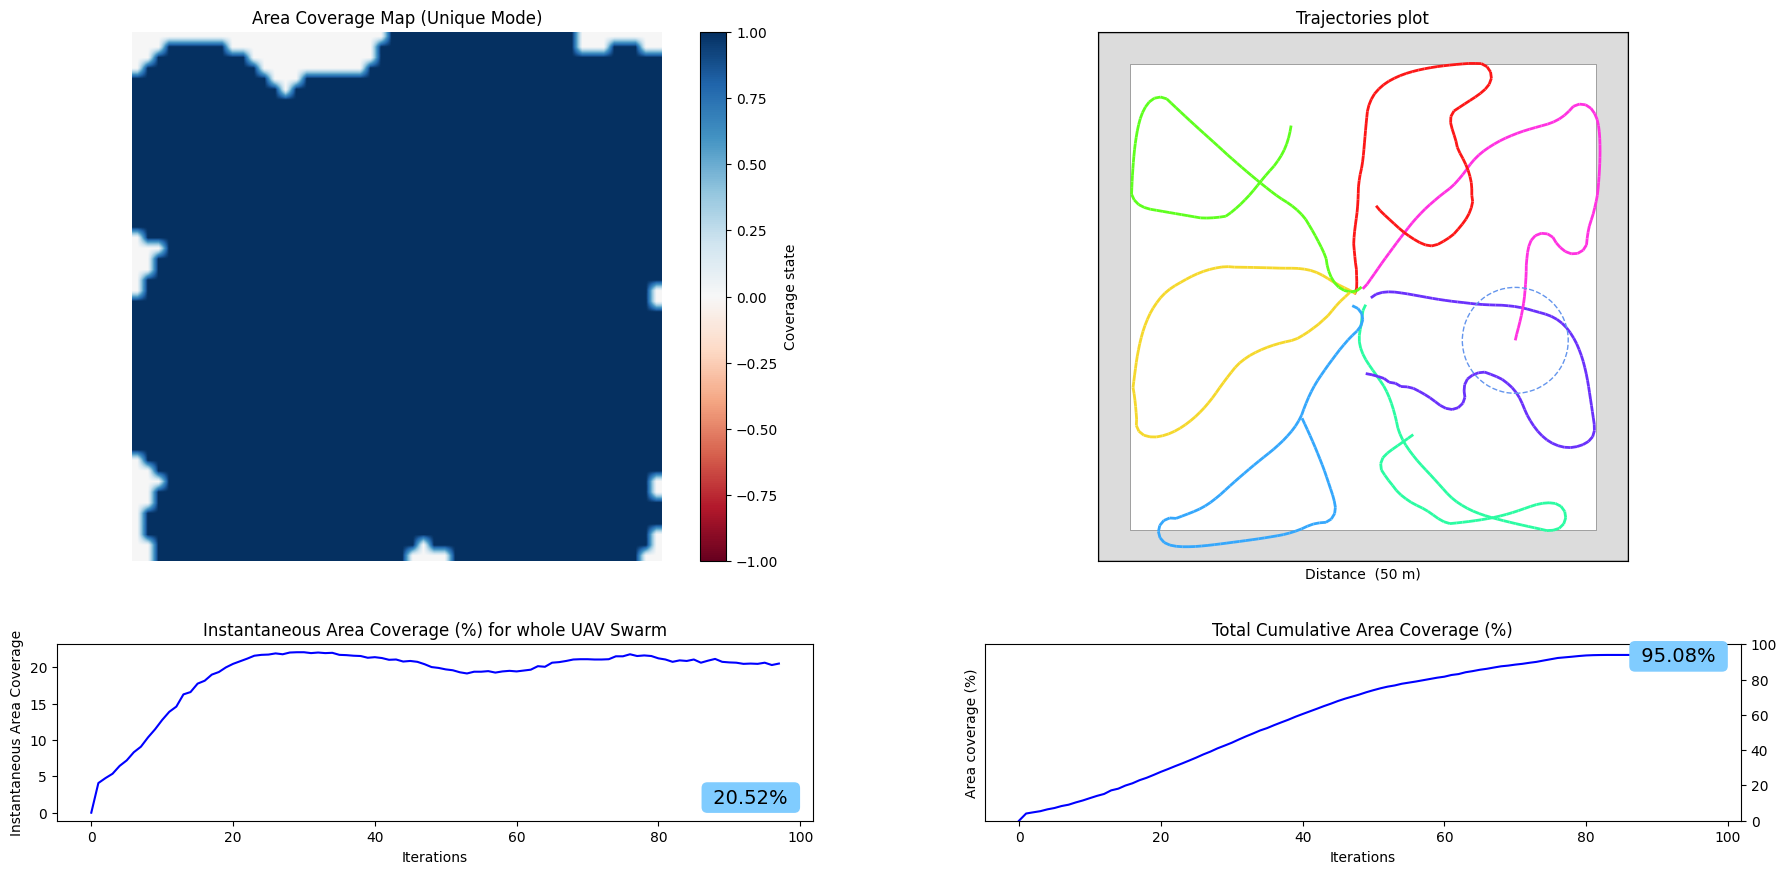 Area Coverage Map (Unique Mode)
1.00
0.75
0.50
0.25
0.00
−0.25
−0.50
−0.75
−1.00
Coverage state
Trajectories plot
Distance  (50 m)
Instantaneous Area Coverage (%) for whole UAV Swarm
Instantaneous Area Coverage
20
15
10
5
0
20.52%
0 20 40 60 80 100
Iterations
Total Cumulative Area Coverage (%)
Area coverage (%)
95.08%
100
80
60
40
20
0
0 20 40 60 80 100
Iterations